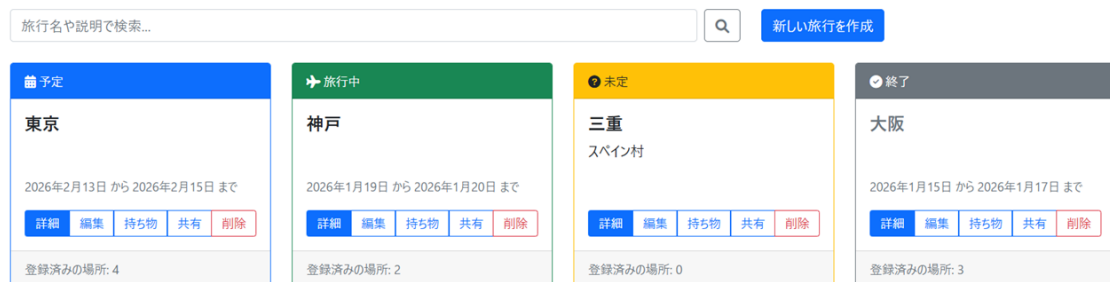 旅行名や説明で検索...
新しい旅行を作成
予定
東京
2026年2月13日 から 2026年2月15日 まで
詳細 編集 持ち物 共有 削除
登録済みの場所: 4
旅行中
神戸
2026年1月19日 から 2026年1月20日 まで
詳細 編集 持ち物 共有 削除
登録済みの場所: 2
未定
三重
スペイン村
詳細 編集 持ち物 共有 削除
登録済みの場所: 0
終了
大阪
2026年1月15日 から 2026年1月17日 まで
詳細 編集 持ち物 共有 削除
登録済みの場所: 3